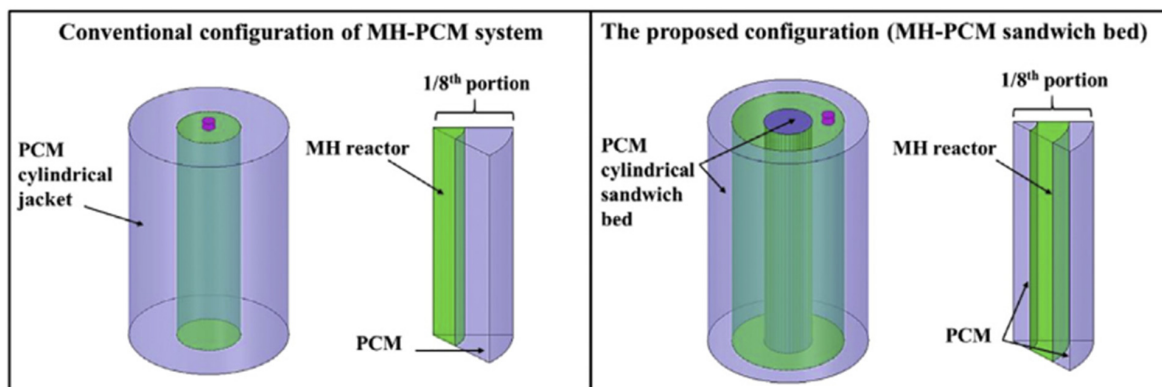 Conventional configuration of MH-PCM system
1/8th portion
MH reactor
PCM
cylindrical
jacket
PCM
The proposed configuration (MH-PCM sandwich bed)
1/8th portion
MH reactor
PCM
cylindrical
sandwich
bed
PCM